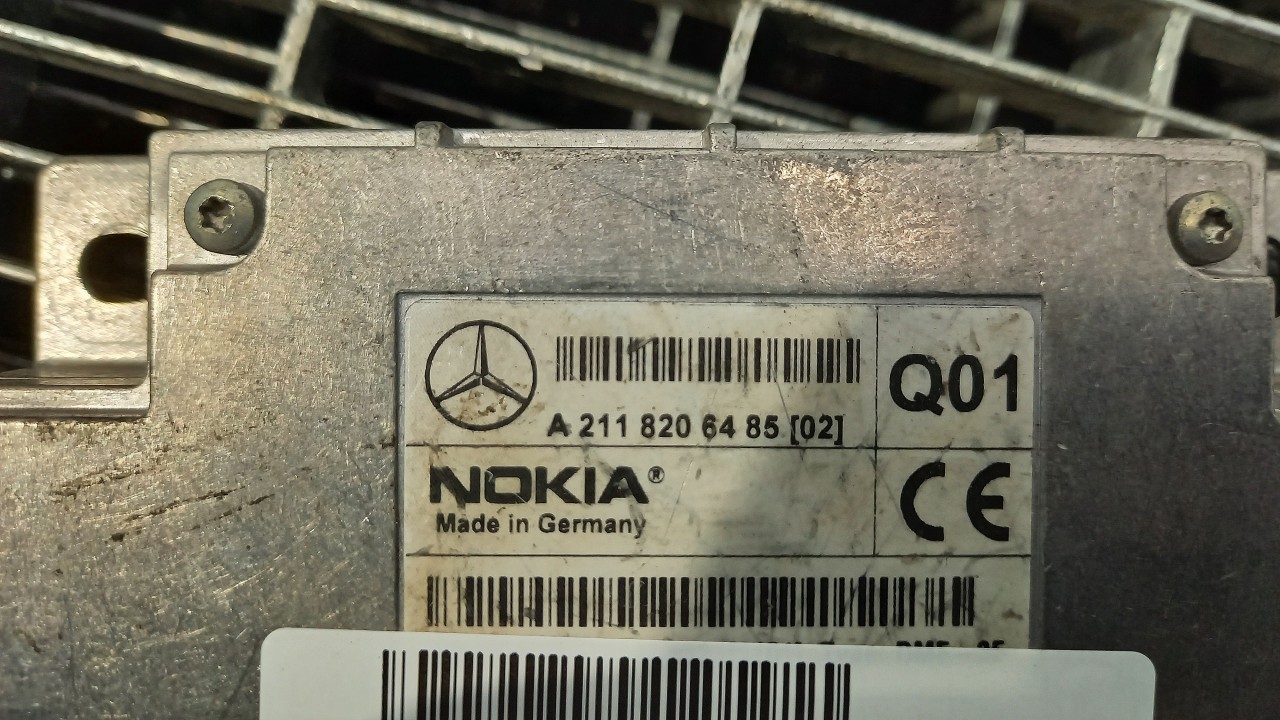 A 211 820 64 85 [02]
Q01
NOKIA®
Made in Germany
CE